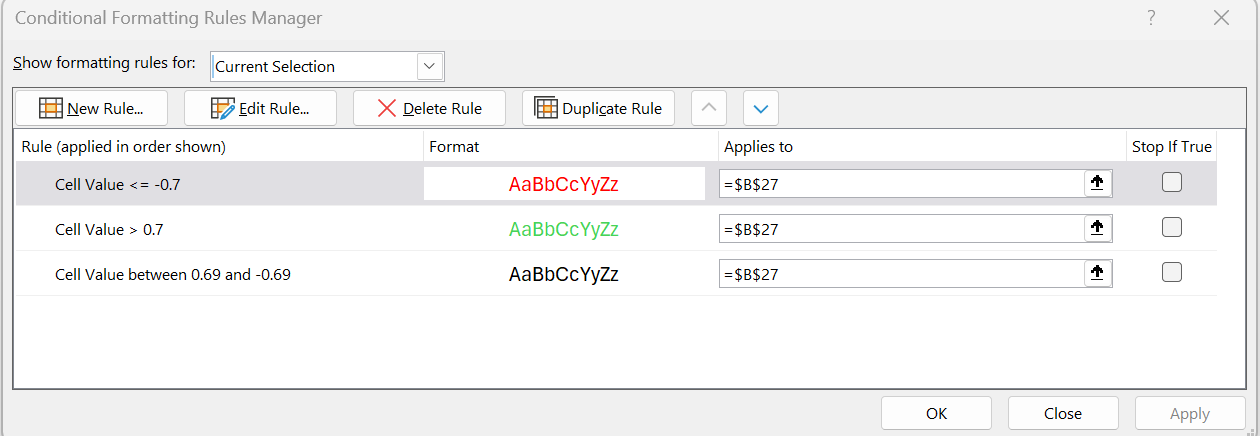 Conditional Formatting Rules Manager ?
Show formatting rules for: Current Selection
New Rule... Edit Rule... Delete Rule Duplicate Rule
Rule (applied in order shown) Format Applies to Stop If True
Cell Value <= -0.7 AaBbCcYyZz =$B$27
Cell Value > 0.7 AaBbCcYyZz =$B$27
Cell Value between 0.69 and -0.69 AaBbCcYyZz =$B$27
OK Close Apply